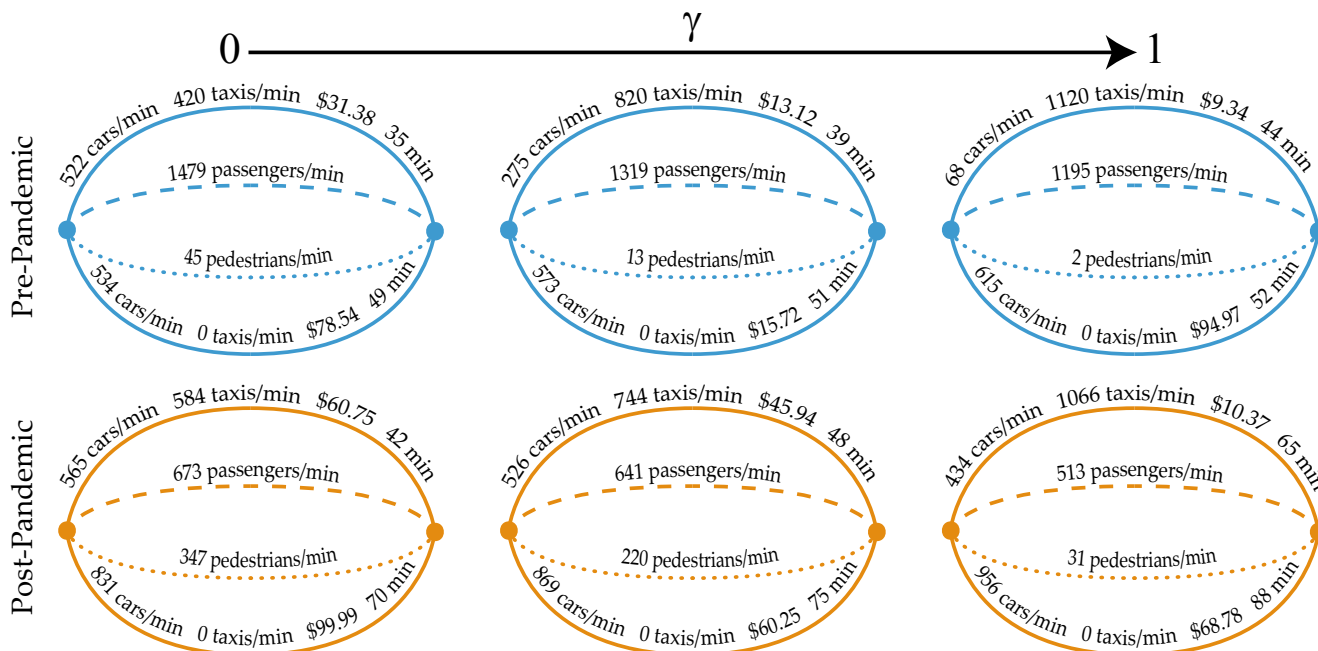 γ
0 1
Pre-Pandemic
522 cars/min 420 taxis/min $31.38 35 min
1479 passengers/min
45 pedestrians/min
534 cars/min 0 taxis/min $78.54 49 min
275 cars/min 820 taxis/min $13.12 39 min
1319 passengers/min
13 pedestrians/min
573 cars/min 0 taxis/min $15.72 51 min
68 cars/min 1120 taxis/min $9.34 44 min
1195 passengers/min
2 pedestrians/min
615 cars/min 0 taxis/min $94.97 52 min
Post-Pandemic
565 cars/min 584 taxis/min $60.75 42 min
673 passengers/min
347 pedestrians/min
831 cars/min 0 taxis/min $99.99 70 min
526 cars/min 744 taxis/min $45.94 48 min
641 passengers/min
220 pedestrians/min
869 cars/min 0 taxis/min $60.25 75 min
434 cars/min 1066 taxis/min $10.37 65 min
513 passengers/min
31 pedestrians/min
956 cars/min 0 taxis/min $68.78 88 min